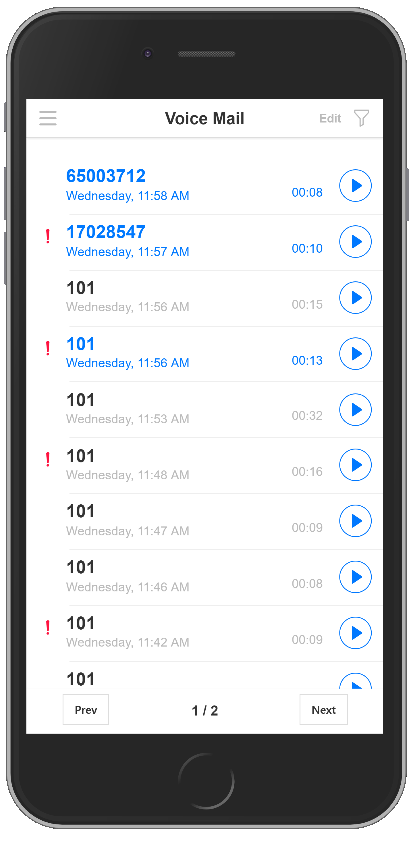 Voice Mail Edit
65003712
Wednesday, 11:58 AM 00:08
! 17028547
Wednesday, 11:57 AM 00:10
101
Wednesday, 11:56 AM 00:15
! 101
Wednesday, 11:56 AM 00:13
101
Wednesday, 11:53 AM 00:32
! 101
Wednesday, 11:48 AM 00:16
101
Wednesday, 11:47 AM 00:09
101
Wednesday, 11:46 AM 00:08
! 101
Wednesday, 11:42 AM 00:09
101
Prev 1 / 2 Next